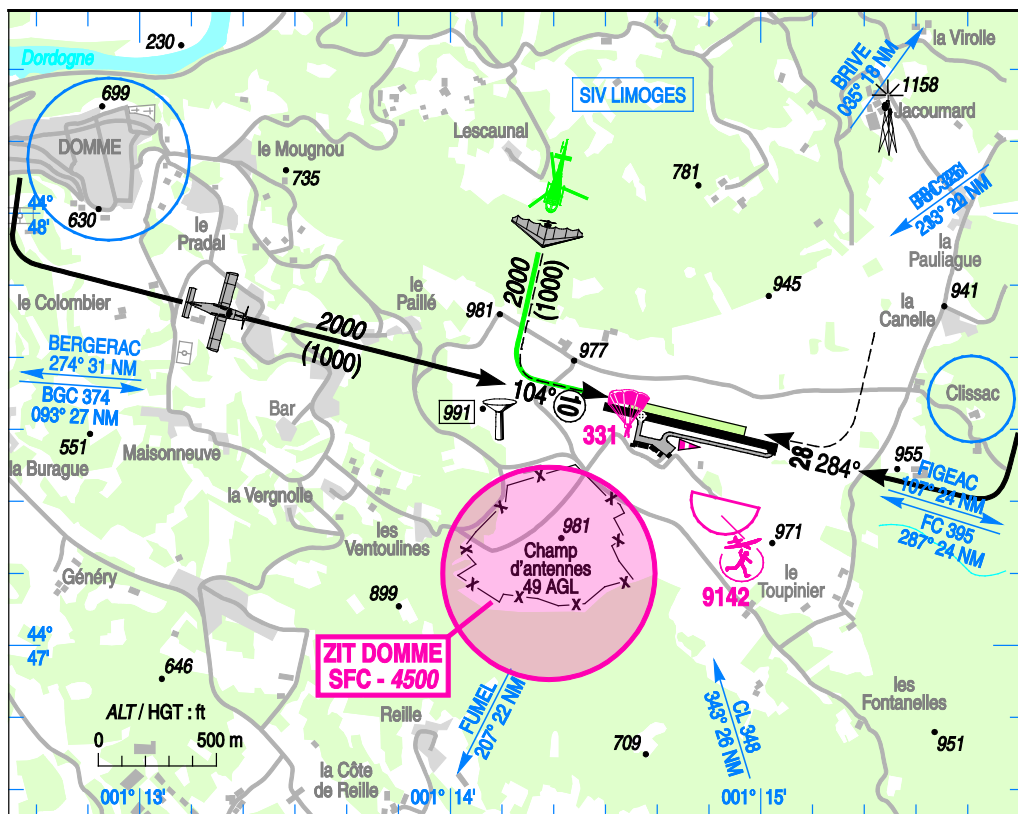 230
Dordogne
699
DOMME
le Mougnou
735
630
44°
48'
le
Pradal
le Colombier
Lescaunal
SIV LIMOGES
781
BRIVE
035° 18 NM
la Virolle
1158
Jacoumard
20 NM
la
Pauliague
941
la
Canelle
945
2000
(1000)
le
Paillé
981
977
2000
(1000)
BERGERAC
274° 31 NM
BGC 374
093° 27 NM
551
la Burague
Maisonneuve
Bar
991
104°
10
331
28
284°
Clissac
955
FIGEAC
107° 24 NM
FC 395
287° 24 NM
la Vergnolle
les
Ventoulines
981
Champ
d'antennes
49 AGL
971
le
Toupinier
9142
Généry
899
44°
47'
646
ZIT DOMME
SFC - 4500
FUMEL
207° 22 NM
CL 348
343° 26 NM
les
Fontanelles
951
709
Reille
la Côte
de Reille
ALT / HGT : ft
0 500 m
001° 13'
001° 14'
001° 15'